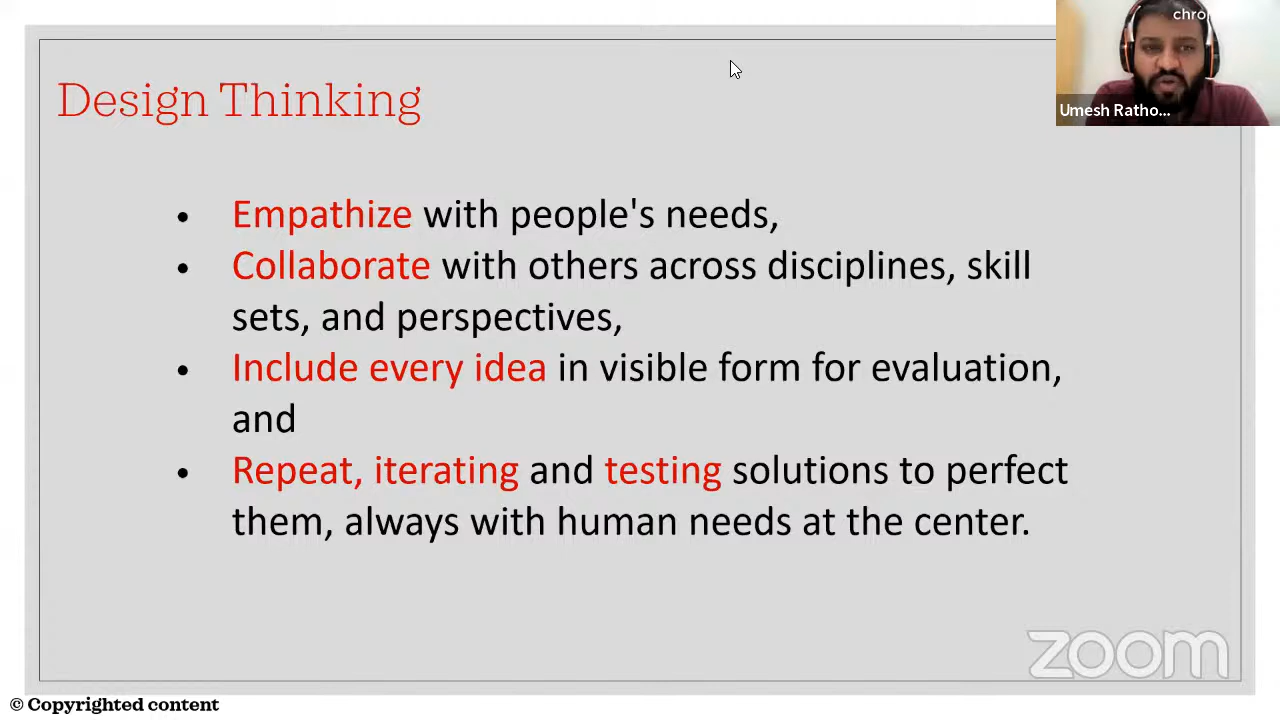 chro
Design Thinking
Umesh Ratho...
• Empathize with people's needs,
• Collaborate with others across disciplines, skill
sets, and perspectives,
• Include every idea in visible form for evaluation,
and
• Repeat, iterating and testing solutions to perfect
them, always with human needs at the center.
zoom
© Copyrighted content